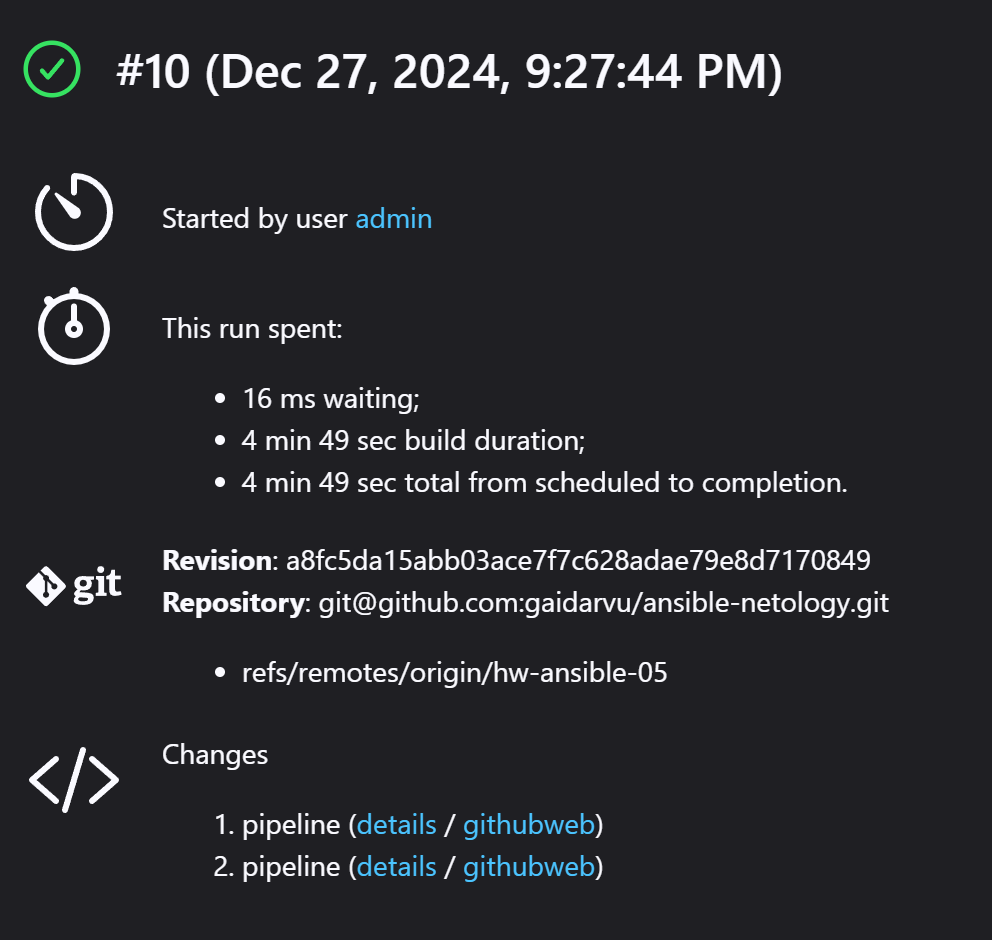 #10 (Dec 27, 2024, 9:27:44 PM)
Started by user admin
This run spent:
• 16 ms waiting;
• 4 min 49 sec build duration;
• 4 min 49 sec total from scheduled to completion.
git
Revision: a8fc5da15abb03ace7f7c628adae79e8d7170849
Repository: git@github.com:gaidarvu/ansible-netology.git
• refs/remotes/origin/hw-ansible-05
Changes
1. pipeline (details / githubweb)
2. pipeline (details / githubweb)